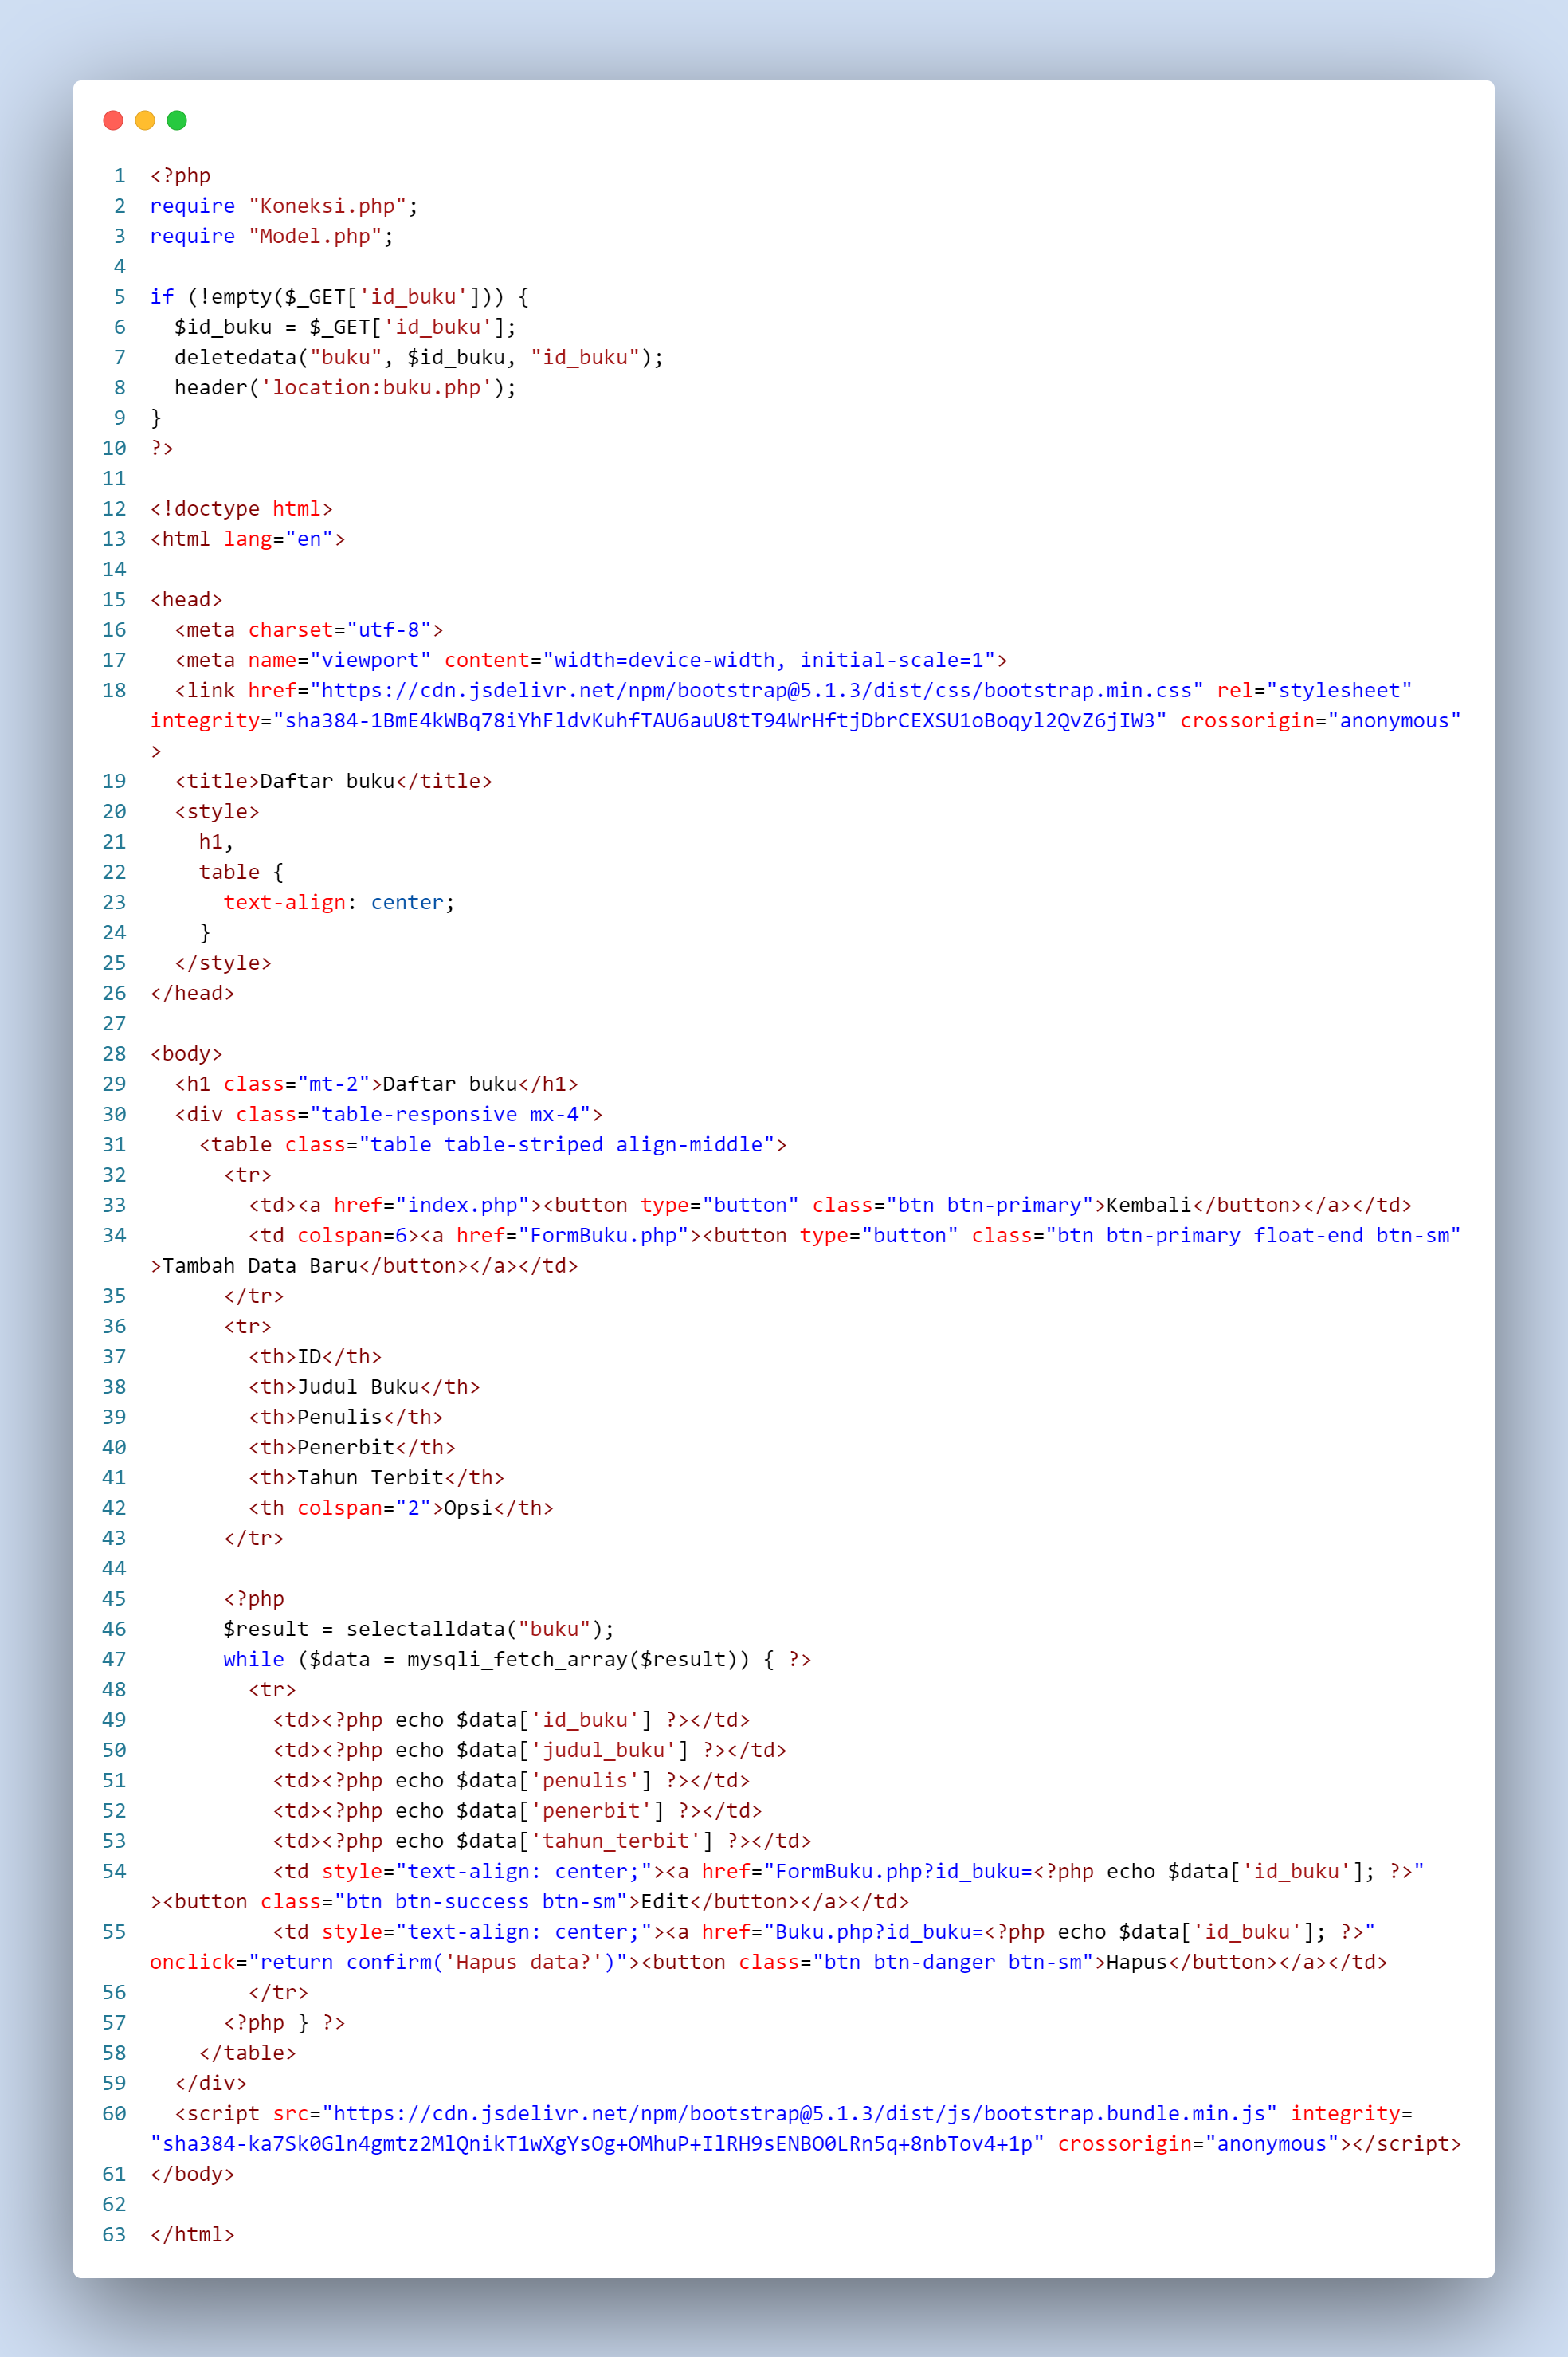 1 <?php
2 require "Koneksi.php";
3 require "Model.php";
4
5 if (!empty($_GET['id_buku'])) {
6   $id_buku = $_GET['id_buku'];
7   deletedata("buku", $id_buku, "id_buku");
8   header('location:buku.php');
9 }
10 ?>
11
12 <!doctype html>
13 <html lang="en">
14
15 <head>
16   <meta charset="utf-8">
17   <meta name="viewport" content="width=device-width, initial-scale=1">
18   <link href="https://cdn.jsdelivr.net/npm/bootstrap@5.1.3/dist/css/bootstrap.min.css" rel="stylesheet"
integrity="sha384-1BmE4kWBq78iYhFldvKuhfTAU6auU8tT94WrHftjDbrCEXSU1oBoqyl2QvZ6jIW3" crossorigin="anonymous"
>
19   <title>Daftar buku</title>
20   <style>
21     h1,
22     table {
23       text-align: center;
24     }
25   </style>
26 </head>
27
28 <body>
29   <h1 class="mt-2">Daftar buku</h1>
30   <div class="table-responsive mx-4">
31     <table class="table table-striped align-middle">
32       <tr>
33         <td><a href="index.php"><button type="button" class="btn btn-primary">Kembali</button></a></td>
34         <td colspan=6><a href="FormBuku.php"><button type="button" class="btn btn-primary float-end btn-sm"
>Tambah Data Baru</button></a></td>
35       </tr>
36       <tr>
37         <th>ID</th>
38         <th>Judul Buku</th>
39         <th>Penulis</th>
40         <th>Penerbit</th>
41         <th>Tahun Terbit</th>
42         <th colspan="2">Opsi</th>
43       </tr>
44
45       <?php
46       $result = selectalldata("buku");
47       while ($data = mysqli_fetch_array($result)) { ?>
48         <tr>
49           <td><?php echo $data['id_buku'] ?></td>
50           <td><?php echo $data['judul_buku'] ?></td>
51           <td><?php echo $data['penulis'] ?></td>
52           <td><?php echo $data['penerbit'] ?></td>
53           <td><?php echo $data['tahun_terbit'] ?></td>
54           <td style="text-align: center;"><a href="FormBuku.php?id_buku=<?php echo $data['id_buku']; ?>"
><button class="btn btn-success btn-sm">Edit</button></a></td>
55           <td style="text-align: center;"><a href="Buku.php?id_buku=<?php echo $data['id_buku']; ?>"
onclick="return confirm('Hapus data?')"><button class="btn btn-danger btn-sm">Hapus</button></a></td>
56         </tr>
57       <?php } ?>
58     </table>
59   </div>
60   <script src="https://cdn.jsdelivr.net/npm/bootstrap@5.1.3/dist/js/bootstrap.bundle.min.js" integrity=
"sha384-ka7Sk0Gln4gmtz2MlQnikT1wXgYsOg+OMhuP+IlRH9sENBO0LRn5q+8nbTov4+1p" crossorigin="anonymous"></script>
61 </body>
62
63 </html>